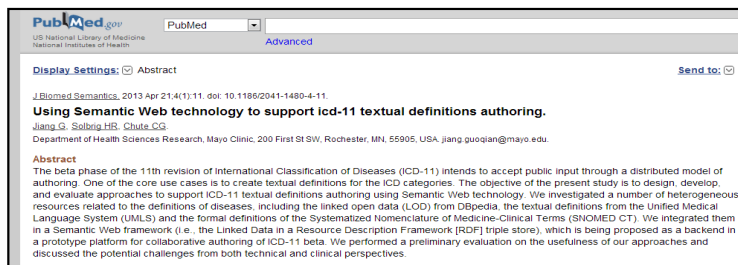 PubMed.gov
PubMed
US National Library of Medicine
National Institutes of Health
Advanced
Display Settings: Abstract
Send to:
J Biomed Semantics. 2013 Apr 21;4(1):11. doi: 10.1186/2041-1480-4-11.
Using Semantic Web technology to support icd-11 textual definitions authoring.
Jiang G, Solbrig HR, Chute CG.
Department of Health Sciences Research, Mayo Clinic, 200 First St SW, Rochester, MN, 55905, USA. jiang.guoqian@mayo.edu.
Abstract
The beta phase of the 11th revision of International Classification of Diseases (ICD-11) intends to accept public input through a distributed model of
authoring. One of the core use cases is to create textual definitions for the ICD categories. The objective of the present study is to design, develop,
and evaluate approaches to support ICD-11 textual definitions authoring using Semantic Web technology. We investigated a number of heterogeneous
resources related to the definitions of diseases, including the linked open data (LOD) from DBpedia, the textual definitions from the Unified Medical
Language System (UMLS) and the formal definitions of the Systematized Nomenclature of Medicine-Clinical Terms (SNOMED CT). We integrated them
in a Semantic Web framework (i.e., the Linked Data in a Resource Description Framework [RDF] triple store), which is being proposed as a backend in
a prototype platform for collaborative authoring of ICD-11 beta. We performed a preliminary evaluation on the usefulness of our approaches and
discussed the potential challenges from both technical and clinical perspectives.